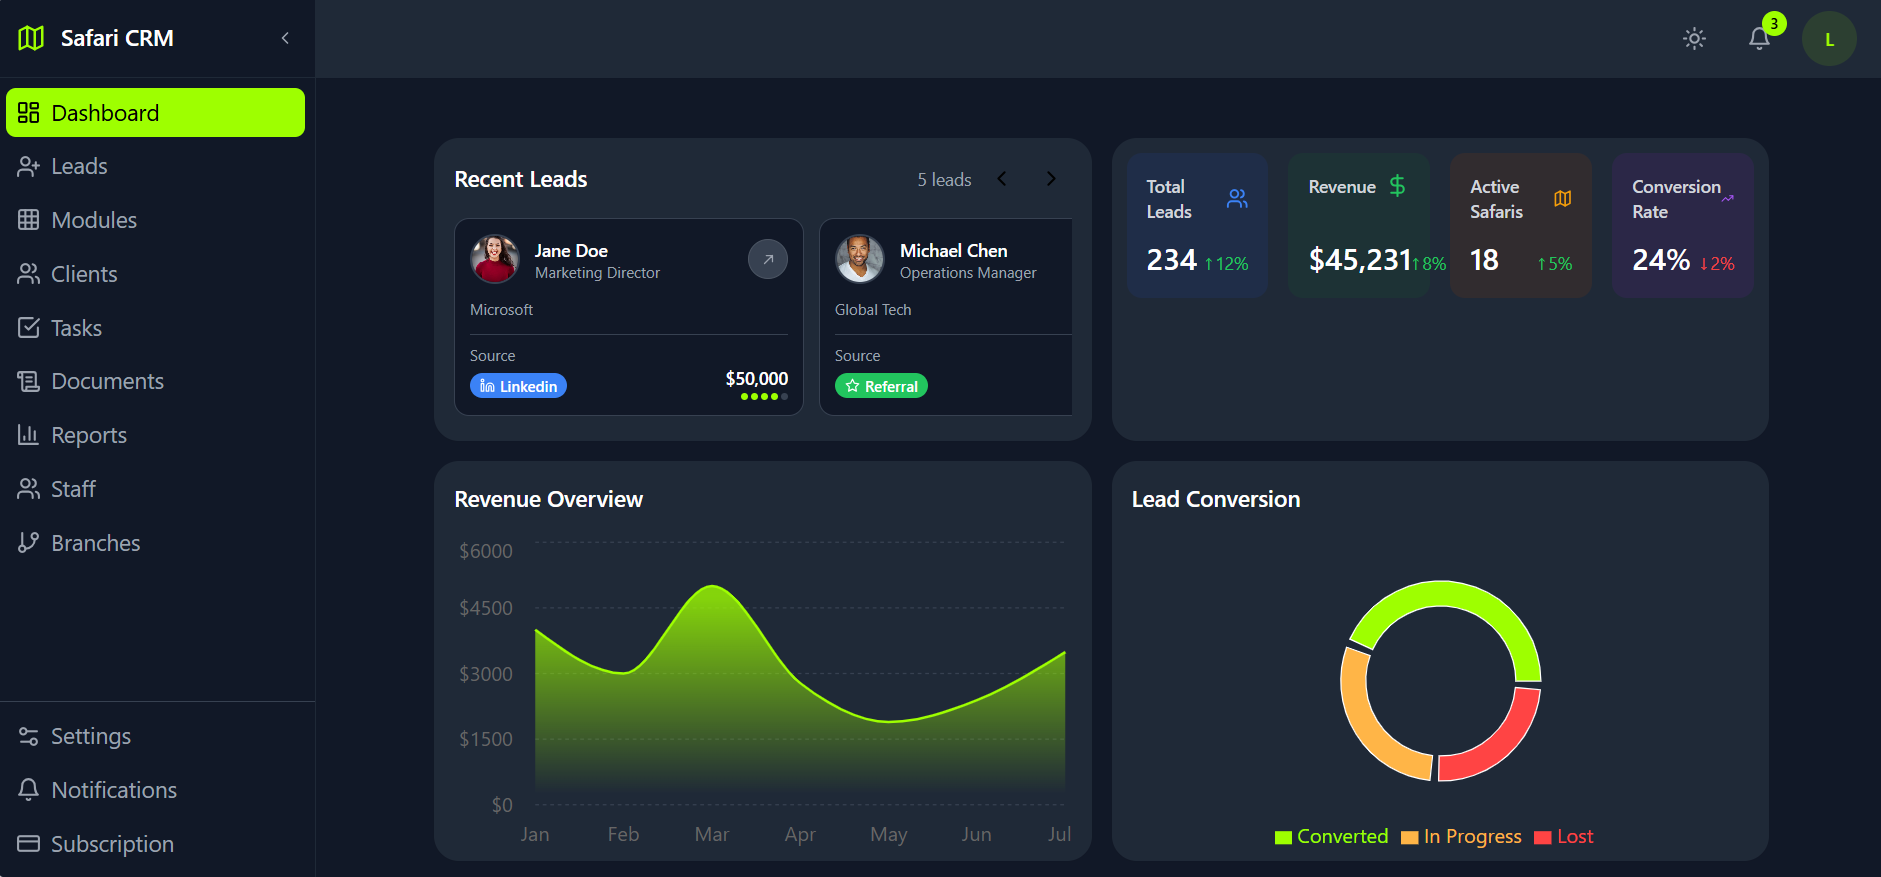 Safari CRM
3
L
Dashboard
Leads
Modules
Clients
Tasks
Documents
Reports
Staff
Branches
Settings
Notifications
Subscription
Recent Leads
5 leads
Jane Doe
Marketing Director
Microsoft
Source
Linkedin
$50,000
Michael Chen
Operations Manager
Global Tech
Source
Referral
Total
Leads
234 ↑12%
Revenue
$45,231↑8%
Active
Safaris
18 ↑5%
Conversion
Rate
24% ↓2%
Revenue Overview
$6000
$4500
$3000
$1500
$0
Jan Feb Mar Apr May Jun Jul
Lead Conversion
Converted In Progress Lost